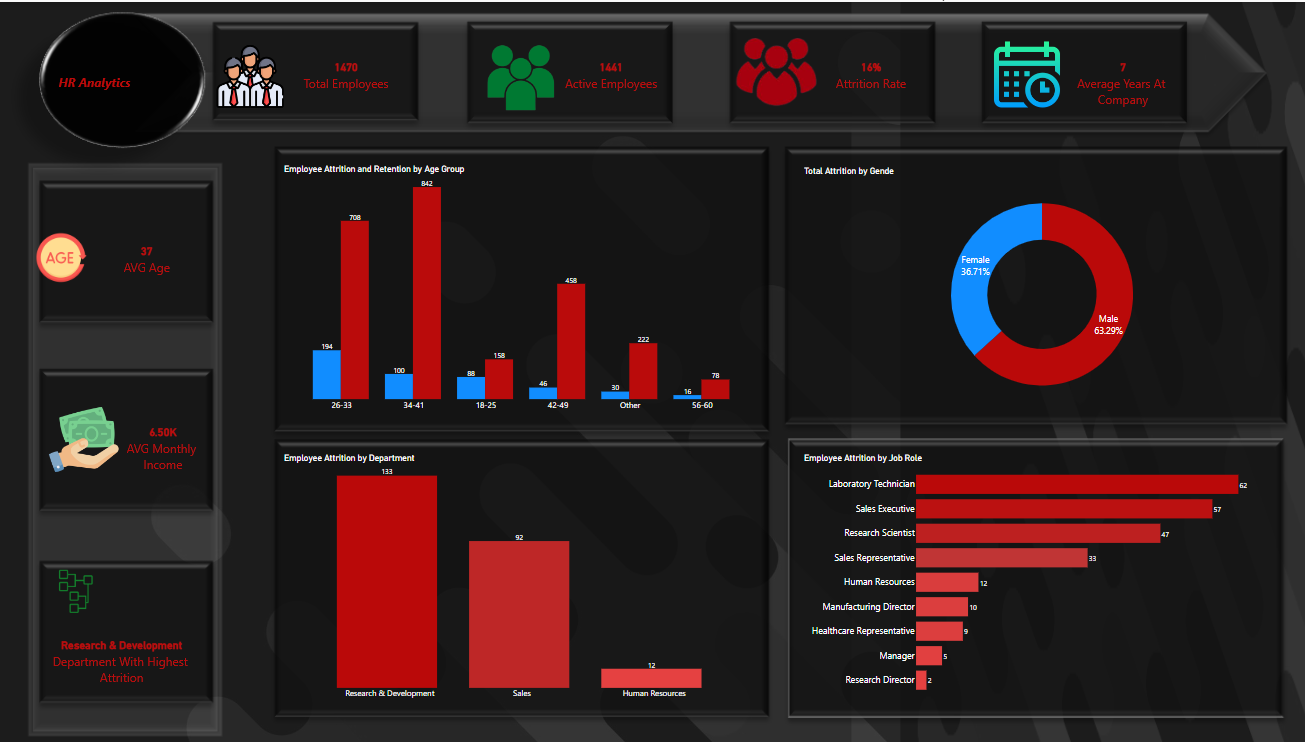 HR Analytics
1470
Total Employees
1441
Active Employees
16%
Attrition Rate
7
Average Years At
Company
AGE
37
AVG Age
6.50K
AVG Monthly
Income
Research & Development
Department With Highest
Attrition
Employee Attrition and Retention by Age Group
194
708
100
842
88
158
46
458
30
222
16
78
26-33
34-41
18-25
42-49
Other
56-60
Total Attrition by Gende
Female
36.71%
Male
63.29%
Employee Attrition by Department
133
92
12
Research & Development
Sales
Human Resources
Employee Attrition by Job Role
Laboratory Technician 62
Sales Executive 57
Research Scientist 47
Sales Representative 33
Human Resources 12
Manufacturing Director 10
Healthcare Representative 9
Manager 5
Research Director 2